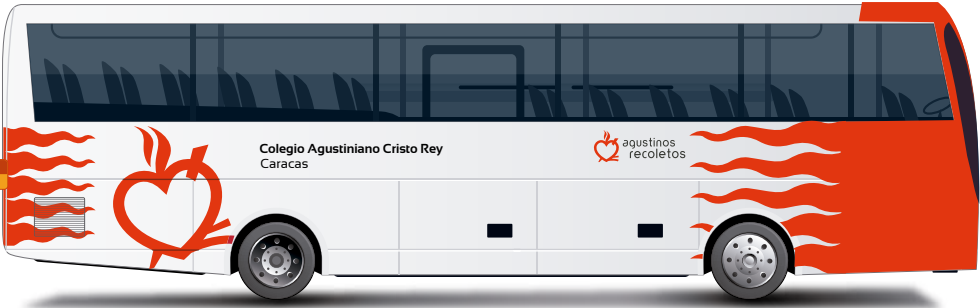 Colegio Agustiniano Cristo Rey
Caracas
agustinos
recoletos